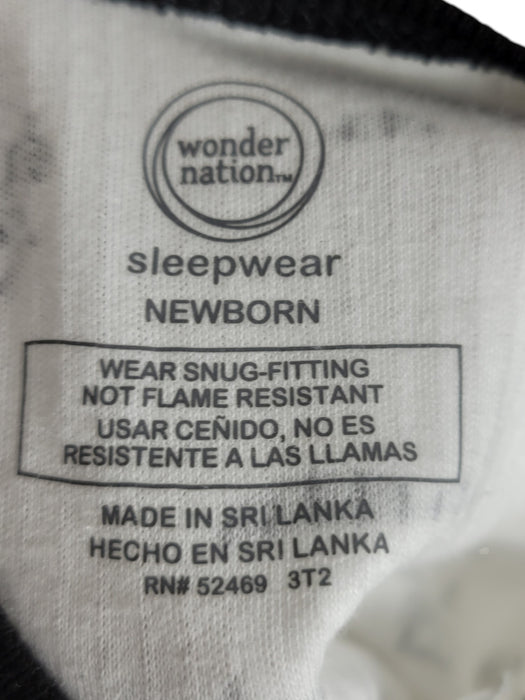 wonder
nation™
sleepwear
NEWBORN
WEAR SNUG-FITTING
NOT FLAME RESISTANT
USAR CEÑIDO, NO ES
RESISTENTE A LAS LLAMAS
MADE IN SRI LANKA
HECHO EN SRI LANKA
RN# 52469 3T2